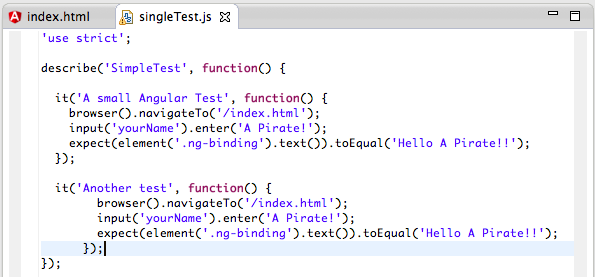 index.html singleTest.js
'use strict';
describe('SimpleTest', function() {
it('A small Angular Test', function() {
browser().navigateTo('/index.html');
input('yourName').enter('A Pirate!');
expect(element('.ng-binding').text()).toEqual('Hello A Pirate!!');
});
it('Another test', function() {
browser().navigateTo('/index.html');
input('yourName').enter('A Pirate!');
expect(element('.ng-binding').text()).toEqual('Hello A Pirate!!');
});
});